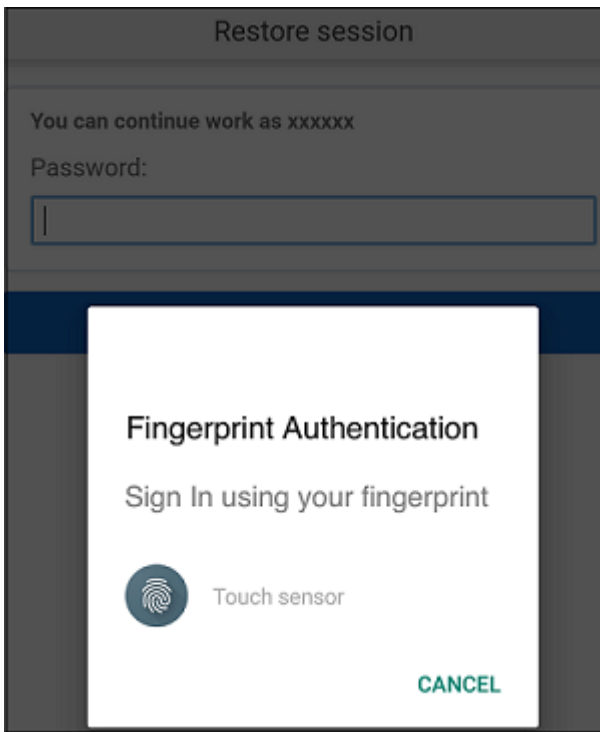 Restore session
You can continue work as xxxxxx
Password:
Fingerprint Authentication
Sign In using your fingerprint
Touch sensor
CANCEL